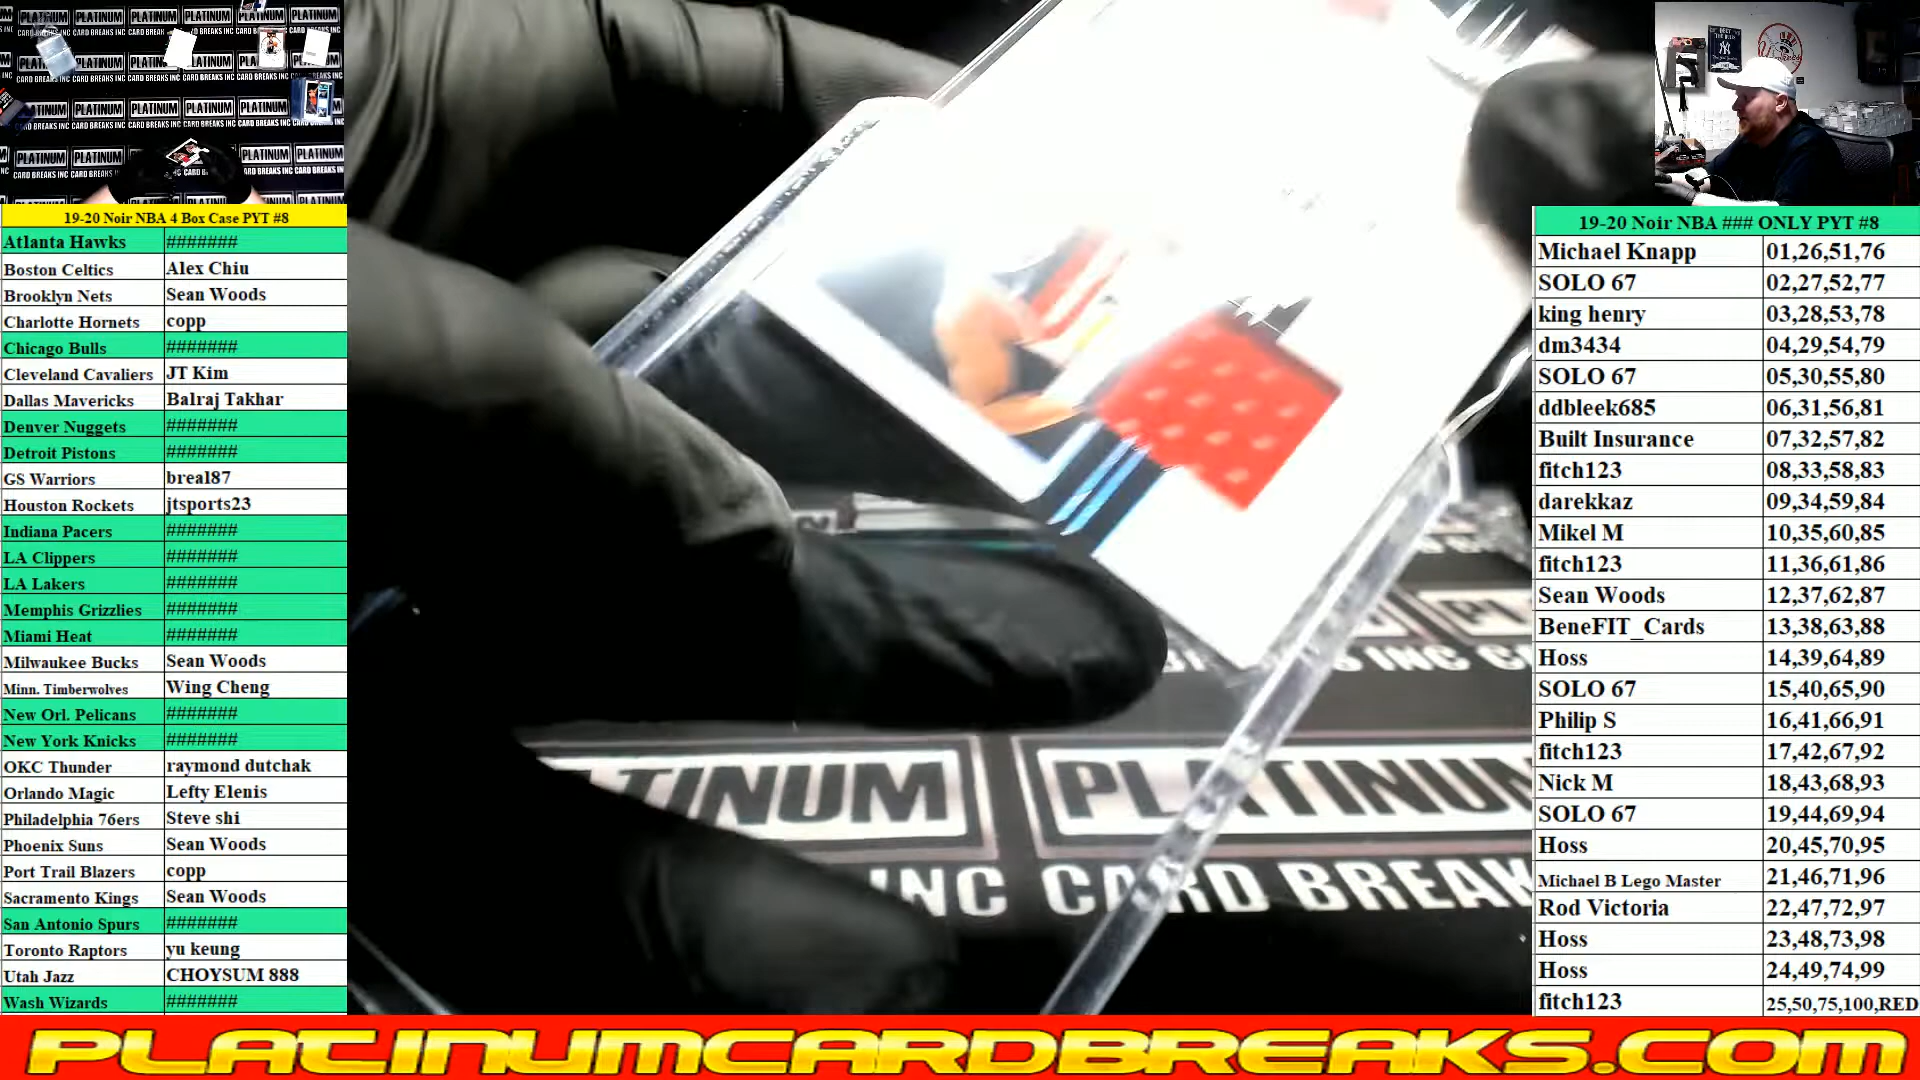 19-20 Noir NBA 4 Box Case PYT #8
Atlanta Hawks #######
Boston Celtics Alex Chiu
Brooklyn Nets Sean Woods
Charlotte Hornets copp
Chicago Bulls #######
Cleveland Cavaliers JT Kim
Dallas Mavericks Balraj Takhar
Denver Nuggets #######
Detroit Pistons #######
GS Warriors breal87
Houston Rockets jtsports23
Indiana Pacers #######
LA Clippers #######
LA Lakers #######
Memphis Grizzlies #######
Miami Heat #######
Milwaukee Bucks Sean Woods
Minn. Timberwolves Wing Cheng
New Orl. Pelicans #######
New York Knicks #######
OKC Thunder raymond dutchak
Orlando Magic Lefty Elenis
Philadelphia 76ers Steve shi
Phoenix Suns Sean Woods
Port Trail Blazers copp
Sacramento Kings Sean Woods
San Antonio Spurs #######
Toronto Raptors yu keung
Utah Jazz CHOYSUM 888
Wash Wizards #######
TINUM PLATINUM
INC CARD BREAK
19-20 Noir NBA ### ONLY PYT #8
Michael Knapp 01,26,51,76
SOLO 67 02,27,52,77
king henry 03,28,53,78
dm3434 04,29,54,79
SOLO 67 05,30,55,80
ddbleek685 06,31,56,81
Built Insurance 07,32,57,82
fitch123 08,33,58,83
darekkaz 09,34,59,84
Mikel M 10,35,60,85
fitch123 11,36,61,86
Sean Woods 12,37,62,87
BeneFIT_Cards 13,38,63,88
Hoss 14,39,64,89
SOLO 67 15,40,65,90
Philip S 16,41,66,91
fitch123 17,42,67,92
Nick M 18,43,68,93
SOLO 67 19,44,69,94
Hoss 20,45,70,95
Michael B Lego Master 21,46,71,96
Rod Victoria 22,47,72,97
Hoss 23,48,73,98
Hoss 24,49,74,99
fitch123 25,50,75,100,RED
PLATINUMCARDBREAKS.COM